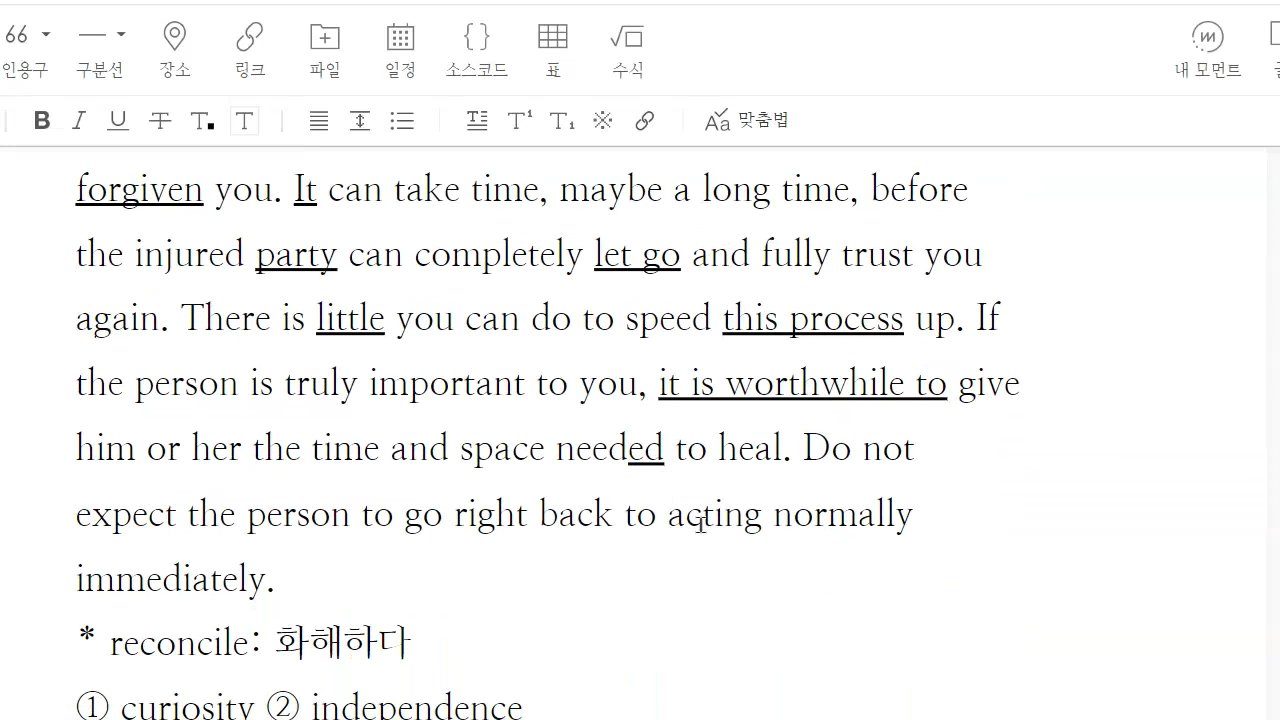 66
인용구 구분선 장소 링크 파일 일정 소스코드 표 수식 내 모먼트
B I U T T T T¹ T₁ ※ Aa 맞춤법
forgiven you. It can take time, maybe a long time, before
the injured party can completely let go and fully trust you
again. There is little you can do to speed this process up. If
the person is truly important to you, it is worthwhile to give
him or her the time and space needed to heal. Do not
expect the person to go right back to acting normally
immediately.
* reconcile: 화해하다
① curiosity ② independence